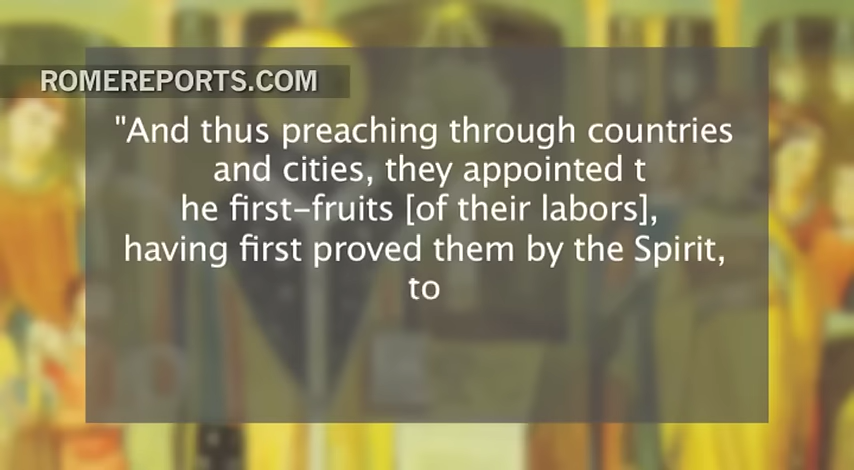 ROMEREPORTS.COM
"And thus preaching through countries
and cities, they appointed t
he first-fruits [of their labors],
having first proved them by the Spirit,
to